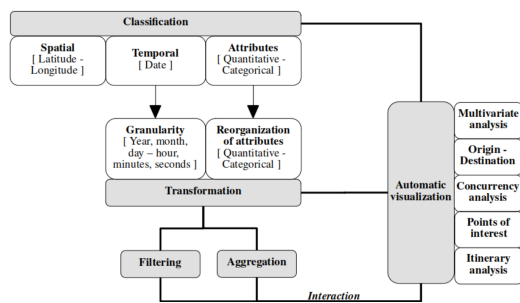 Classification
Spatial
[ Latitude -
Longitude ]
Temporal
[ Date ]
Attributes
[ Quantitative -
Categorical ]
Granularity
[ Year, month,
day – hour,
minutes, seconds
]
Reorganization
of attributes
[ Quantitative -
Categorical ]
Transformation
Filtering
Aggregation
Interaction
Automatic
visualization
Multivariate
analysis
Origin -
Destination
Concurrency
analysis
Points of
interest
Itinerary
analysis